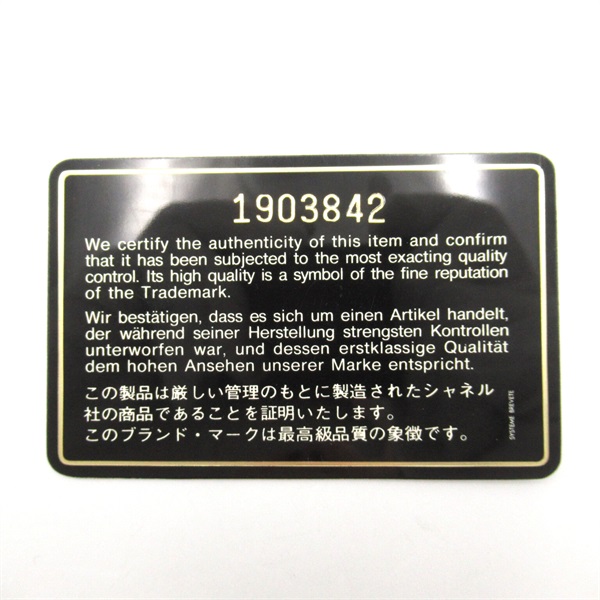 1903842
We certify the authenticity of this item and confirm
that it has been subjected to the most exacting quality
control. Its high quality is a symbol of the fine reputation
of the Trademark.
Wir bestätigen, dass es sich um einen Artikel handelt,
der während seiner Herstellung strengsten Kontrollen
unterworfen war, und dessen erstklassige Qualität
dem hohen Ansehen unserer Marke entspricht.
この製品は厳しい管理のもとに製造されたシャネル
社の商品であることを証明いたします。
このブランド・マークは最高級品質の象徴です。
SYSTEME BREVETE